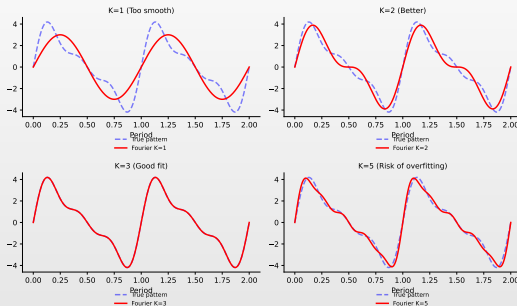 K=1 (Too smooth)
4
2
0
−2
−4
0.00 0.25 0.50 0.75 1.00 1.25 1.50 1.75 2.00
Period
True pattern
Fourier K=1
K=2 (Better)
4
2
0
−2
−4
0.00 0.25 0.50 0.75 1.00 1.25 1.50 1.75 2.00
Period
True pattern
Fourier K=2
K=3 (Good fit)
4
2
0
−2
−4
0.00 0.25 0.50 0.75 1.00 1.25 1.50 1.75 2.00
Period
True pattern
Fourier K=3
K=5 (Risk of overfitting)
4
2
0
−2
−4
0.00 0.25 0.50 0.75 1.00 1.25 1.50 1.75 2.00
Period
True pattern
Fourier K=5